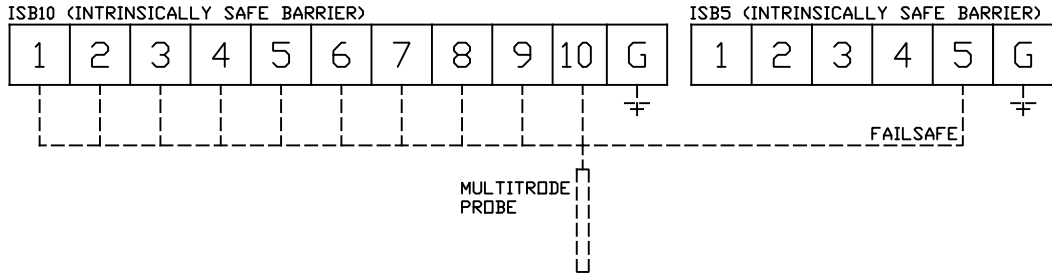 ISB10 (INTRINSICALLY SAFE BARRIER)
ISB5 (INTRINSICALLY SAFE BARRIER)
1 2 3 4 5 6 7 8 9 10 G
1 2 3 4 5 G
FAILSAFE
MULTITRODE
PROBE